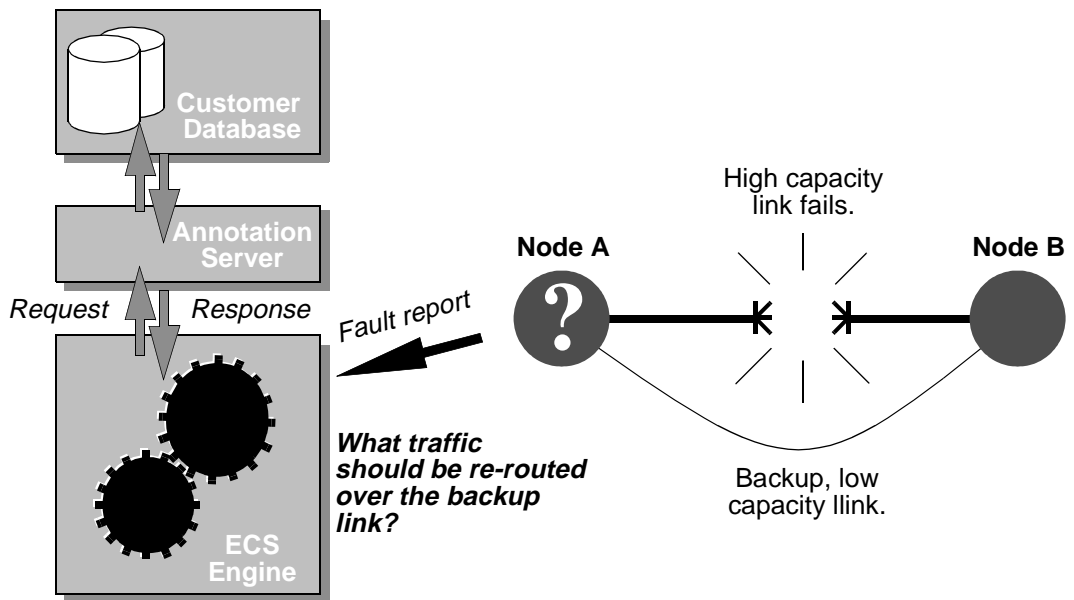 Customer
Database
Annotation
Server
Request
Response
ECS
Engine
Fault report
What traffic
should be re-routed
over the backup
link?
High capacity
link fails.
Node A
?
Node B
Backup, low
capacity llink.